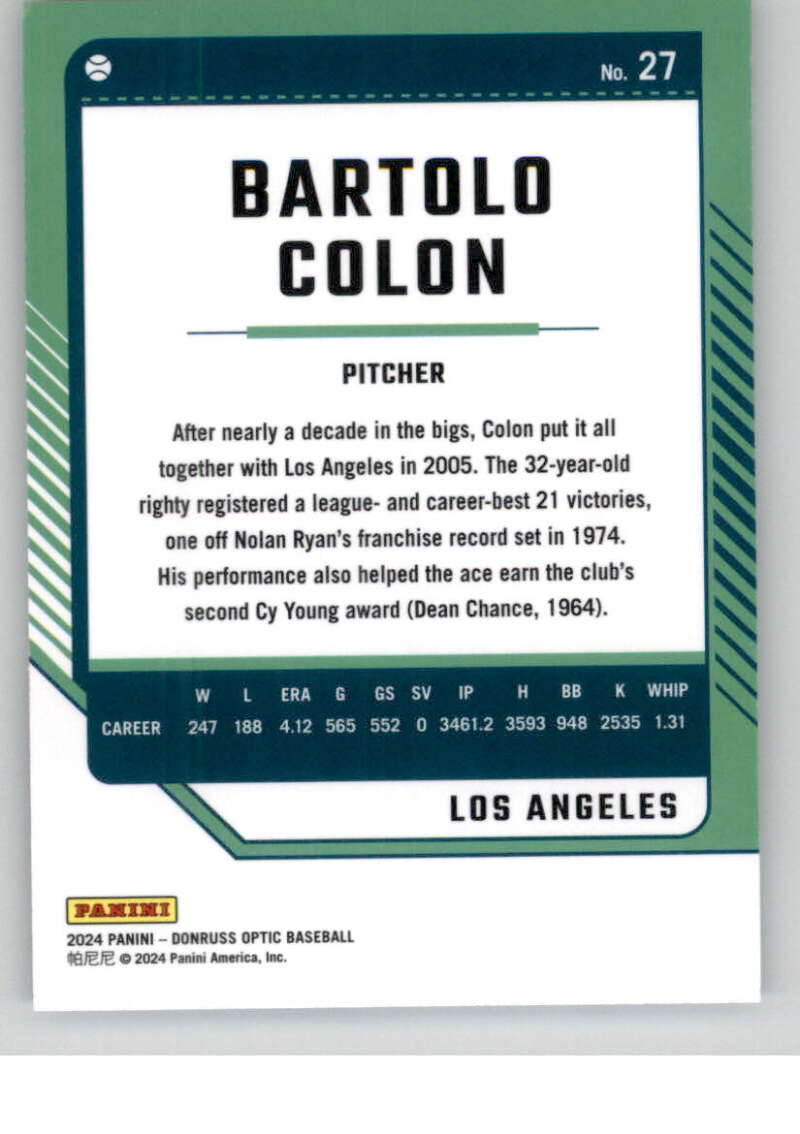 No. 27
BARTOLO
COLON
PITCHER
After nearly a decade in the bigs, Colon put it all
together with Los Angeles in 2005. The 32-year-old
righty registered a league- and career-best 21 victories,
one off Nolan Ryan's franchise record set in 1974.
His performance also helped the ace earn the club's
second Cy Young award (Dean Chance, 1964).
W L ERA G GS SV IP H BB K WHIP
CAREER 247 188 4.12 565 552 0 3461.2 3593 948 2535 1.31
LOS ANGELES
PANINI
2024 PANINI – DONRUSS OPTIC BASEBALL
帕尼尼 © 2024 Panini America, Inc.